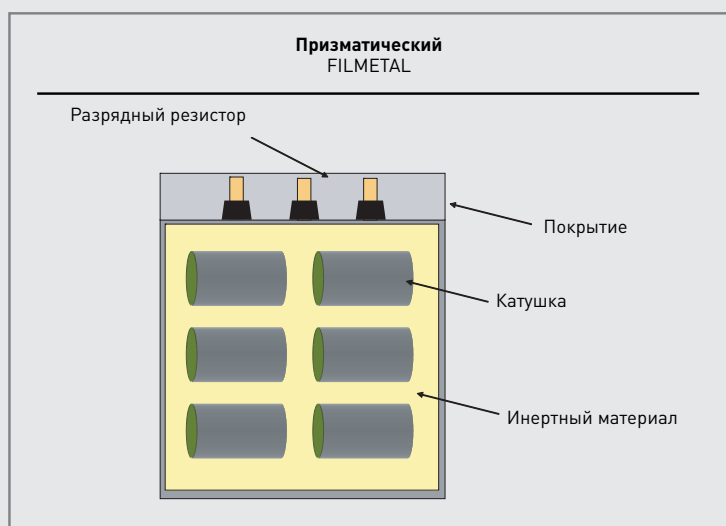 Призматический
FILMETAL
Разрядный резистор
Покрытие
Катушка
Инертный материал